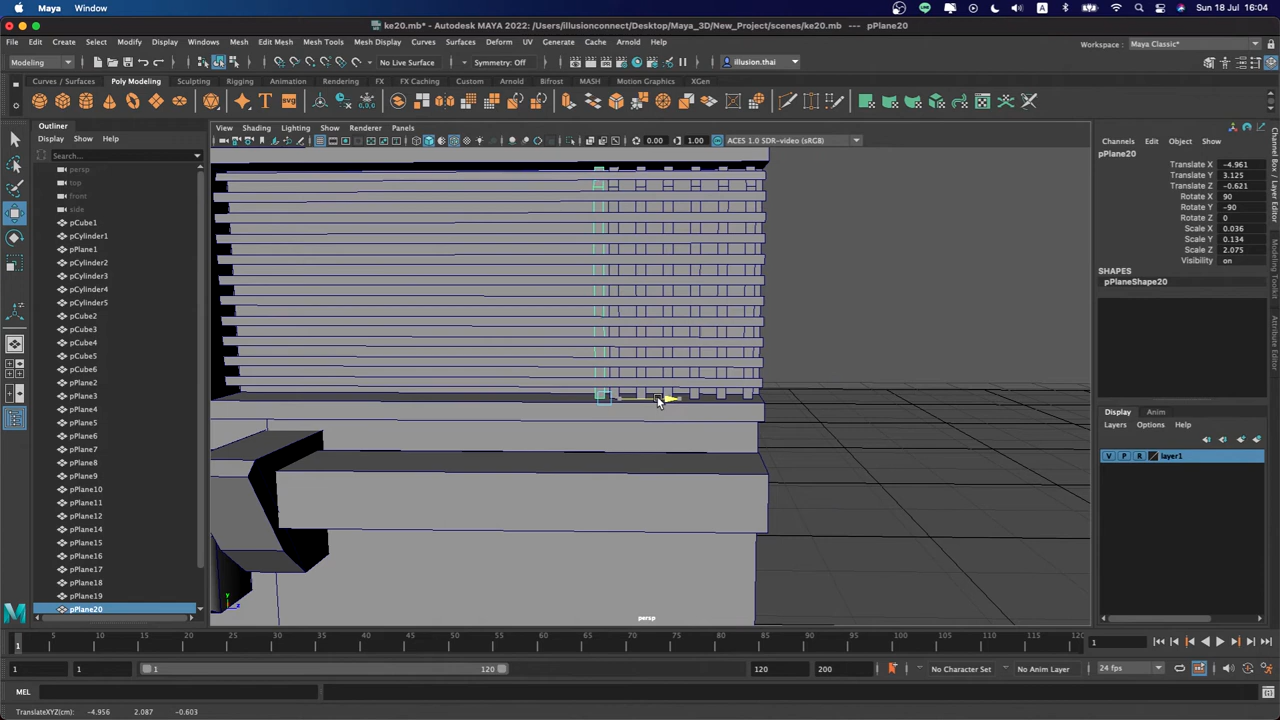 Maya Window Sun 18 Jul 16:04
ke20.mb* - Autodesk MAYA 2022: /Users/illusionconnect/Desktop/Maya_3D/New_Project/scenes/ke20.mb --- pPlane20
File Edit Create Select Modify Display Windows Mesh Edit Mesh Mesh Tools Mesh Display Curves Surfaces Deform UV Generate Cache Arnold Help Workspace : Maya Classic*
Modeling No Live Surface Symmetry: Off illusion.thai
Curves / Surfaces Poly Modeling Sculpting Rigging Animation Rendering FX FX Caching Custom Arnold Bifrost MASH Motion Graphics XGen
Outliner
Display Show Help
Search...
persp
top
front
side
pCube1
pCylinder1
pPlane1
pCylinder2
pCylinder3
pCylinder4
pCylinder5
pCube2
pCube3
pCube4
pCube5
pCube6
pPlane2
pPlane3
pPlane4
pPlane5
pPlane6
pPlane7
pPlane8
pPlane9
pPlane10
pPlane11
pPlane12
pPlane14
pPlane15
pPlane16
pPlane17
pPlane18
pPlane19
pPlane20
View Shading Lighting Show Renderer Panels
0.00 1.00 ACES 1.0 SDR-video (sRGB)
persp
Channels Edit Object Show
pPlane20
Translate X -4.961
Translate Y 3.125
Translate Z -0.621
Rotate X 90
Rotate Y -90
Rotate Z 0
Scale X 0.036
Scale Y 0.134
Scale Z 2.075
Visibility on
SHAPES
pPlaneShape20
Display Anim
Layers Options Help
V P R layer1
Channel Box / Layer Editor
Modeling Toolkit
Attribute Editor
5 10 15 20 25 30 35 40 45 50 55 60 65 70 75 80 85 90 95 100 105 110 115 120 1
1 1 1 120 120 200 No Character Set No Anim Layer 24 fps
MEL
TranslateXYZ(cm): -4.956 2.087 -0.603